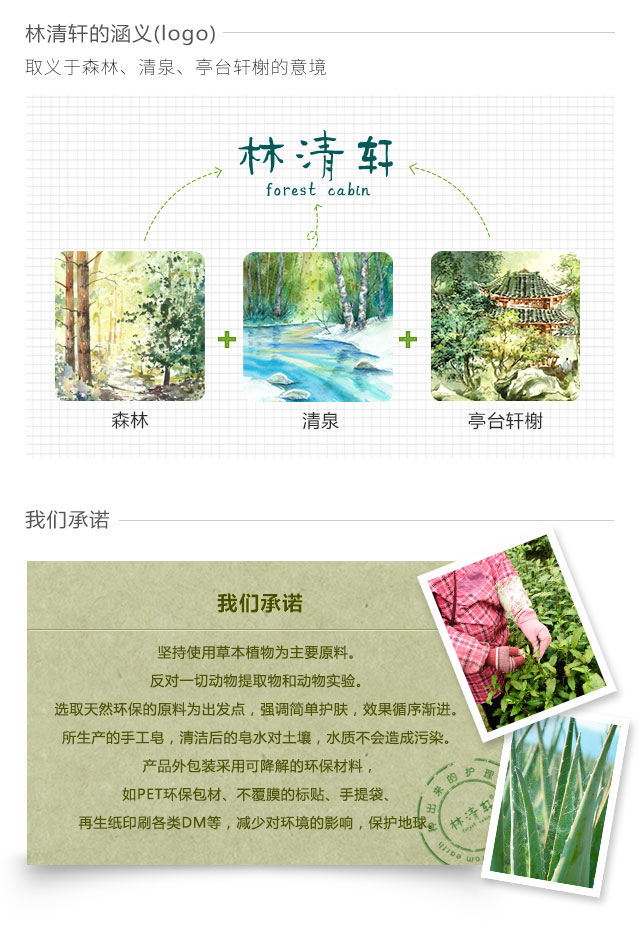 林清轩的涵义(logo)
取义于森林、清泉、亭台轩榭的意境
林清轩
forest cabin
森林
清泉
亭台轩榭
我们承诺
我们承诺
坚持使用草本植物为主要原料。
反对一切动物提取物和动物实验。
选取天然环保的原料为出发点，强调简单护肤，效果循序渐进。
所生产的手工皂，清洁后的皂水对土壤，水质不会造成污染。
产品外包装采用可降解的环保材料，
如PET环保包材、不覆膜的标贴、手提袋、
再生纸印刷各类DM等，减少对环境的影响，保护地球。
出来的护理
林清轩
forest cabin
from earth